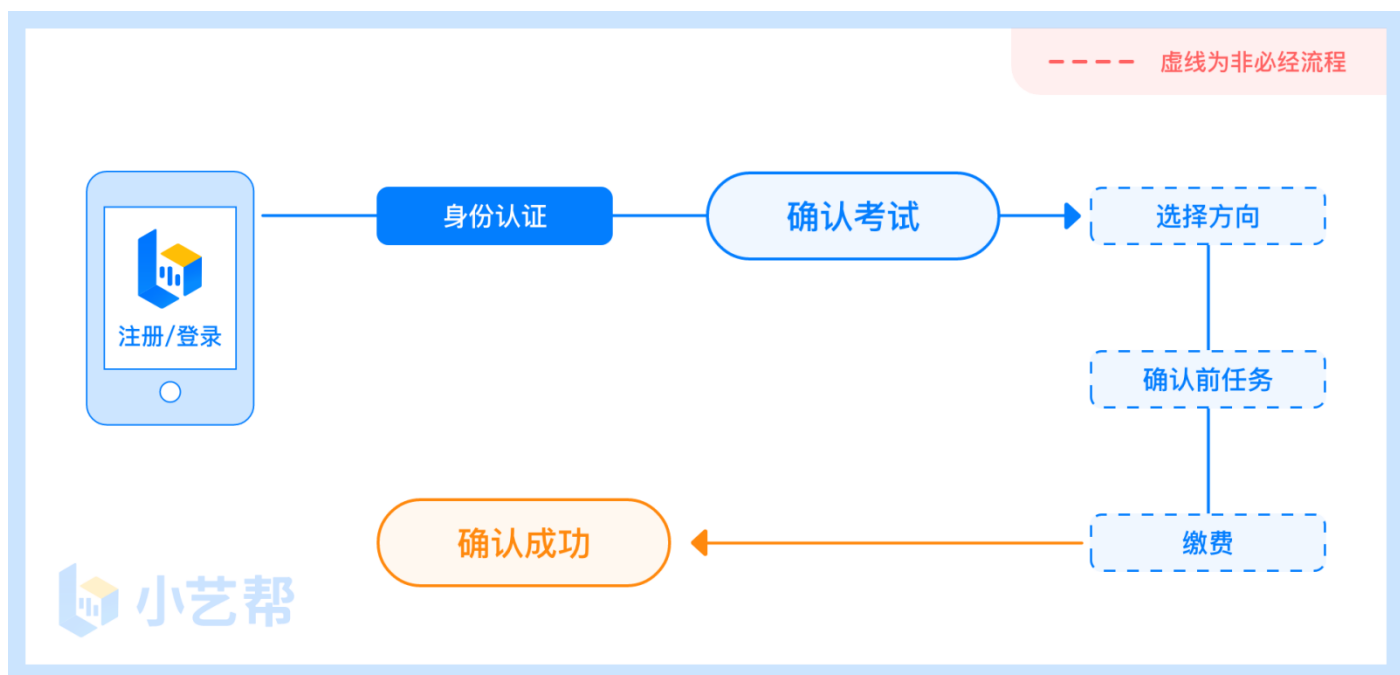 虚线为非必经流程
身份认证
确认考试
选择方向
注册/登录
确认前任务
确认成功
缴费
小艺帮